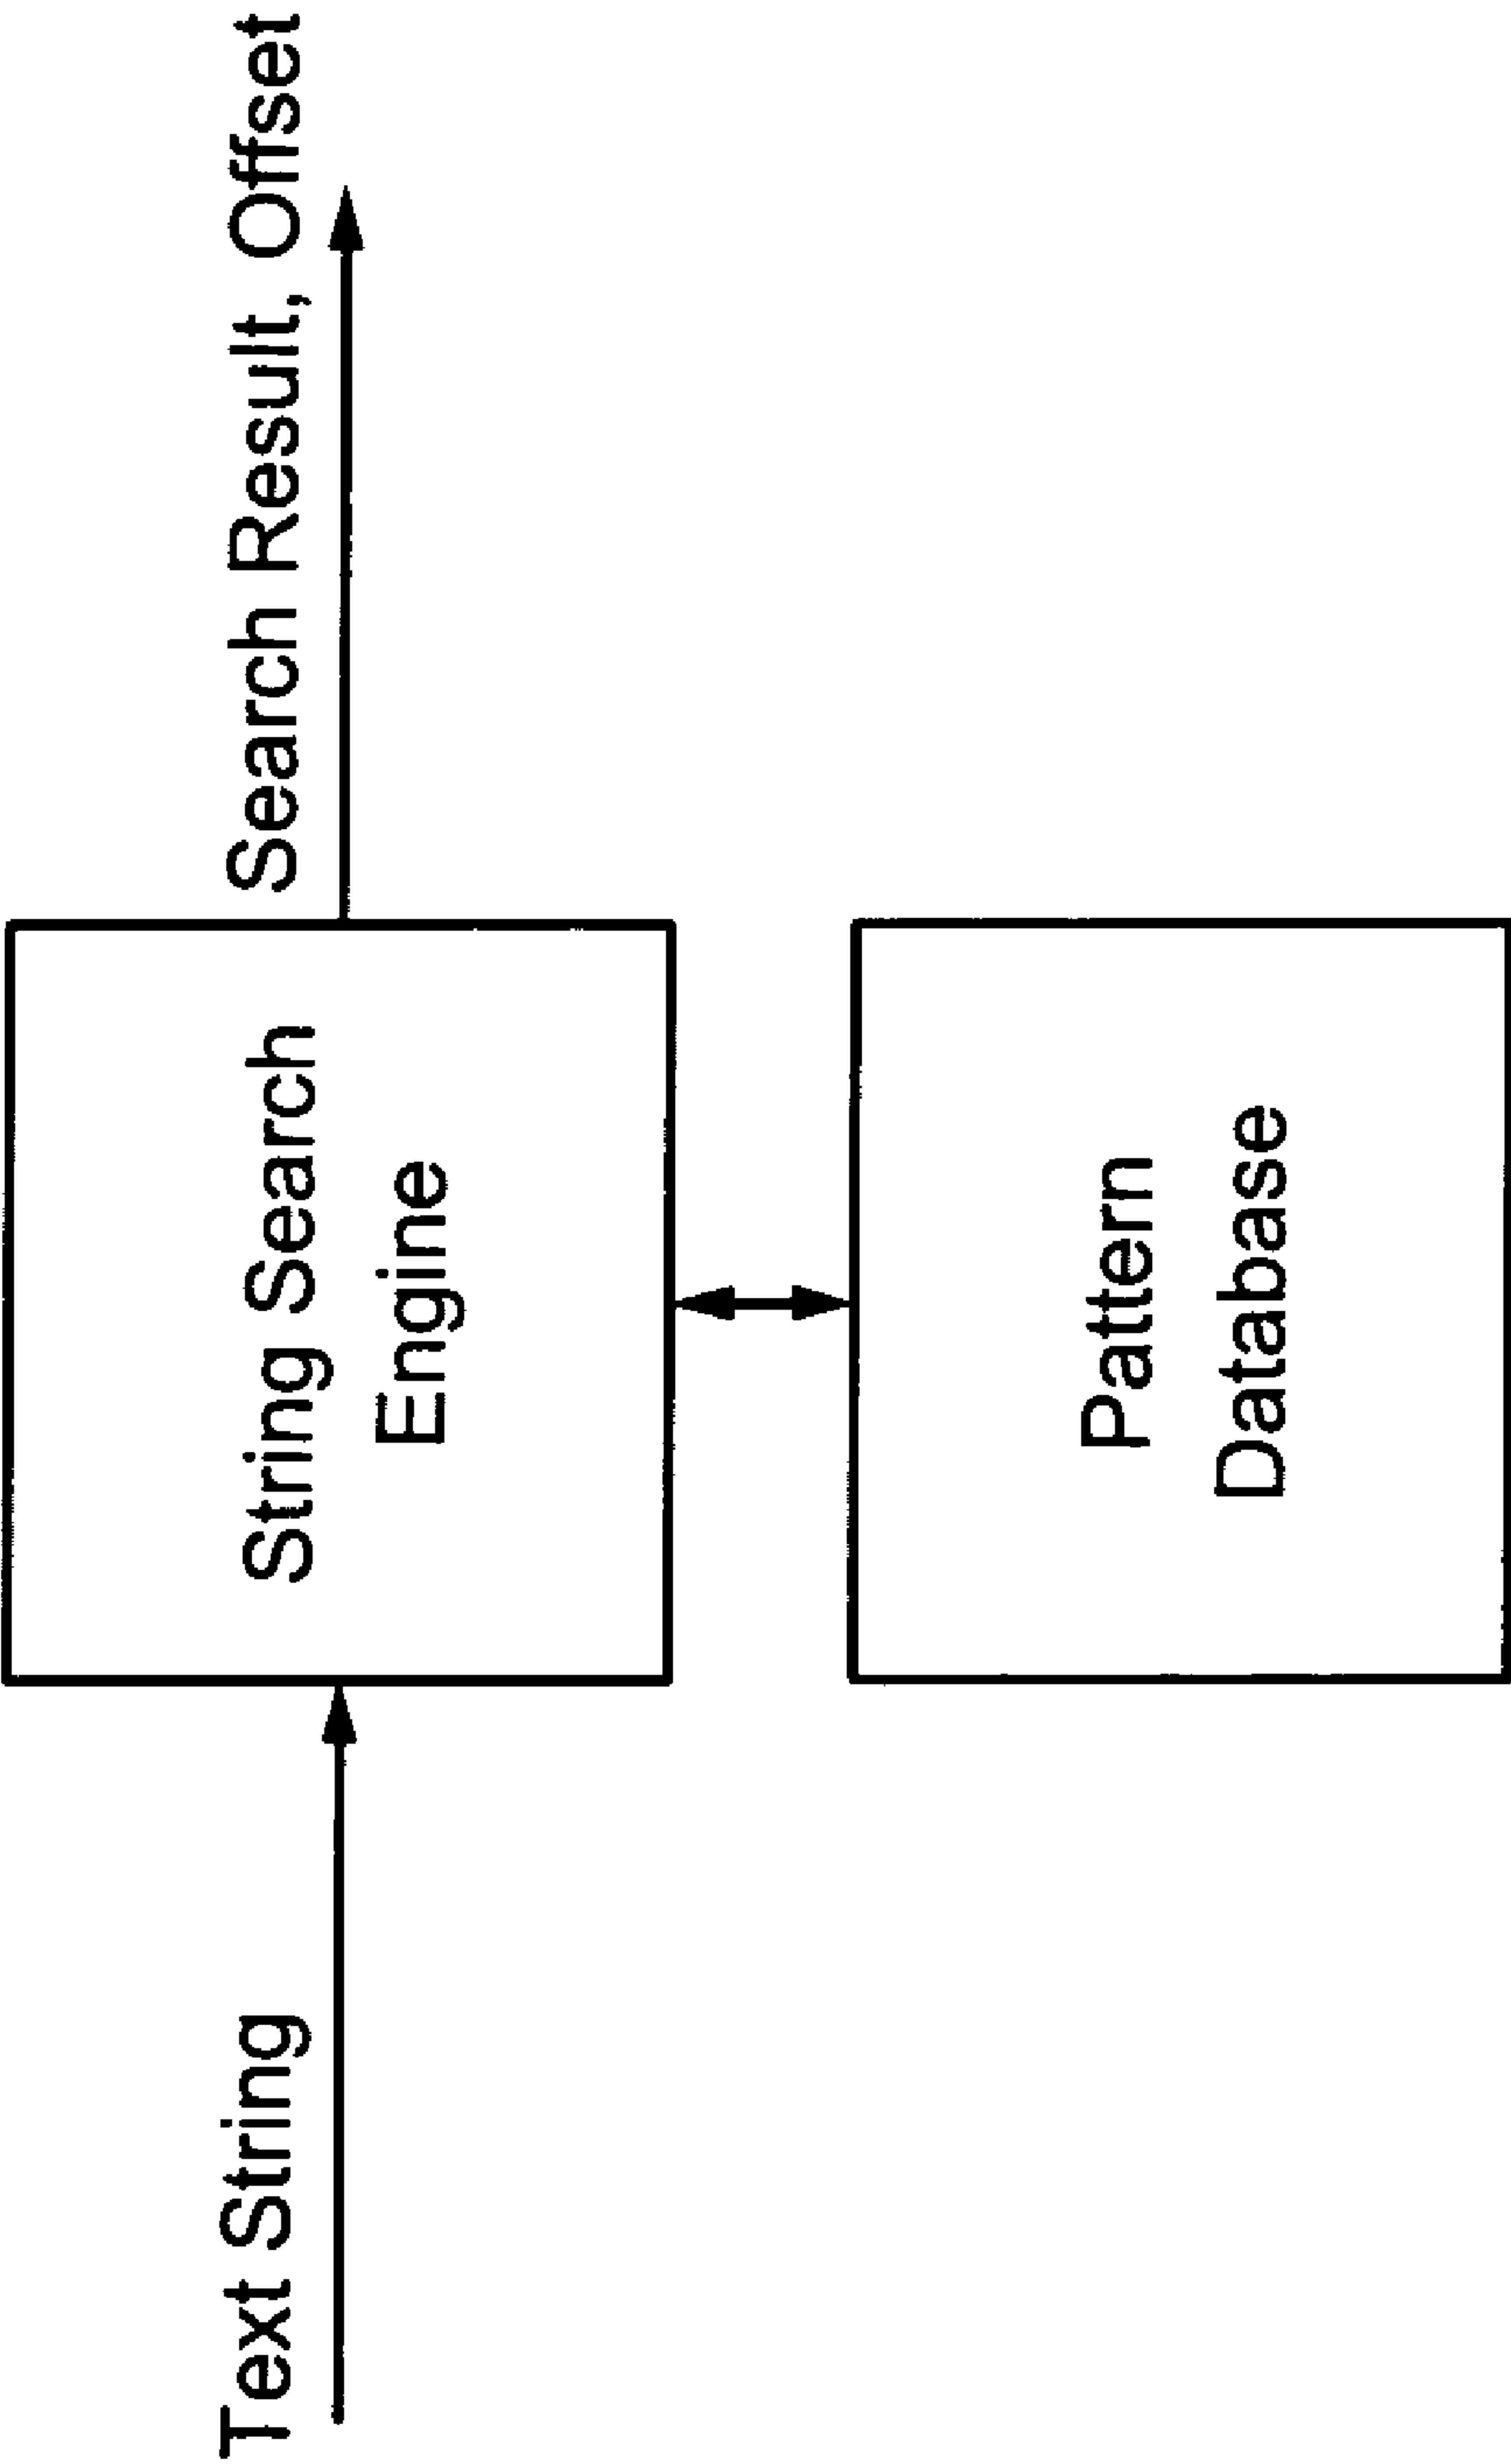 Text String
String Search
Engine
Search Result, Offset
Pattern
Database